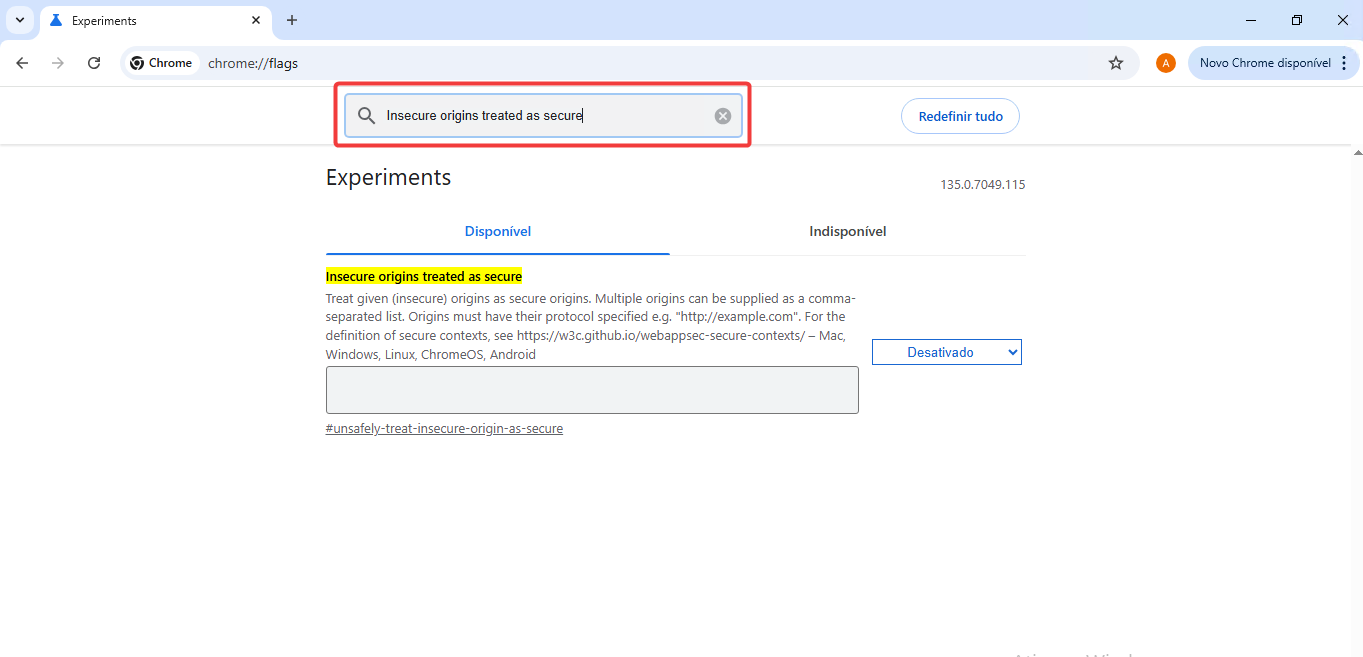 Experiments
Chrome
chrome://flags
Novo Chrome disponível
A
Insecure origins treated as secure
Redefinir tudo
Experiments
135.0.7049.115
Disponível
Indisponível
Insecure origins treated as secure
Treat given (insecure) origins as secure origins. Multiple origins can be supplied as a comma-
separated list. Origins must have their protocol specified e.g. "http://example.com". For the
definition of secure contexts, see https://w3c.github.io/webappsec-secure-contexts/ – Mac,
Windows, Linux, ChromeOS, Android
Desativado
#unsafely-treat-insecure-origin-as-secure